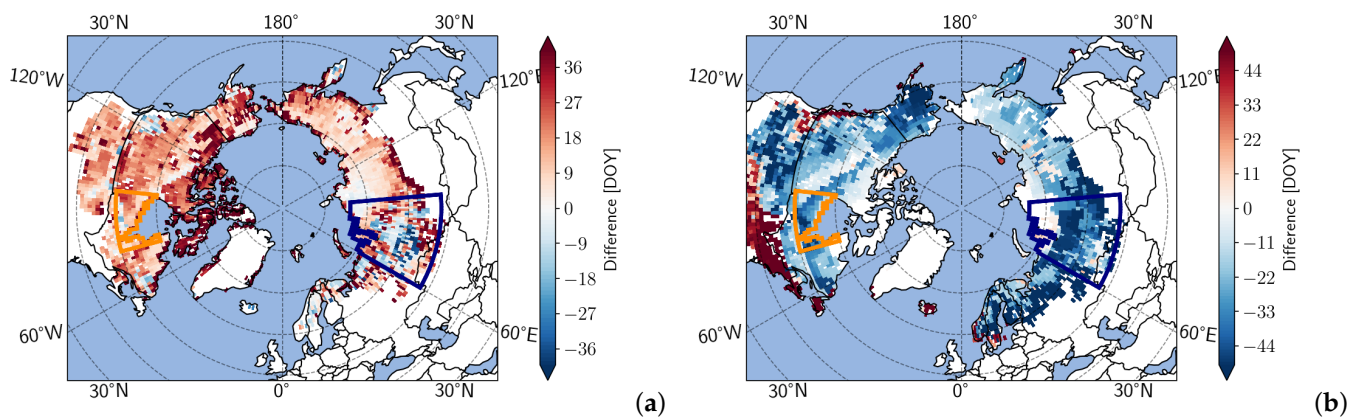 30°N 180° 30°N
120°W 120°E
60°W 60°E
30°N 0° 30°N
36
27
18
9
0
−9
−18
−27
−36
Difference [DOY]
(a)
30°N 180° 30°N
120°W 120°E
60°W 60°E
30°N 0° 30°N
44
33
22
11
0
−11
−22
−33
−44
Difference [DOY]
(b)